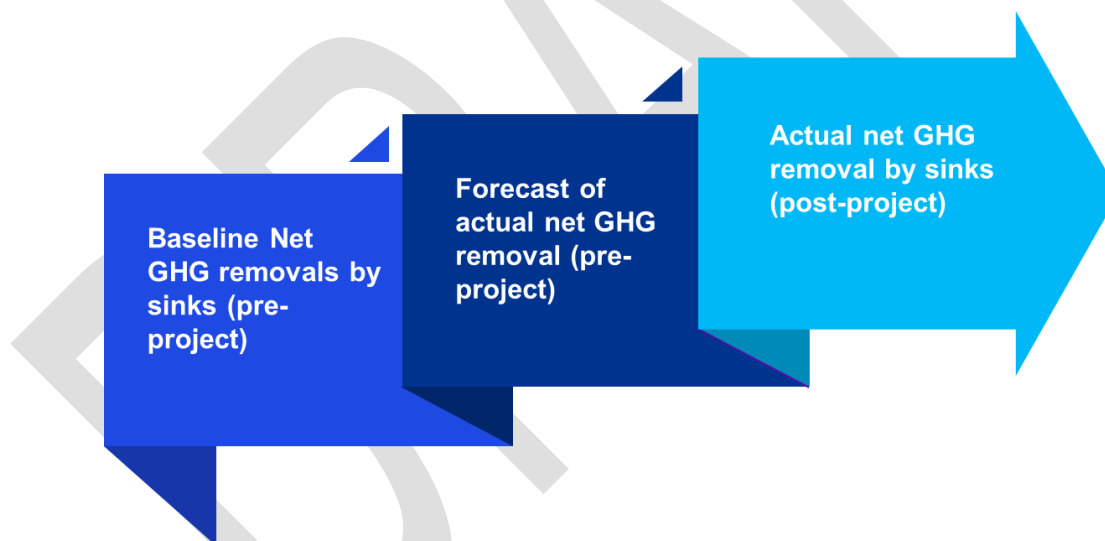 Baseline Net
GHG removals by
sinks (pre-
project)
Forecast of
actual net GHG
removal (pre-
project)
Actual net GHG
removal by sinks
(post-project)